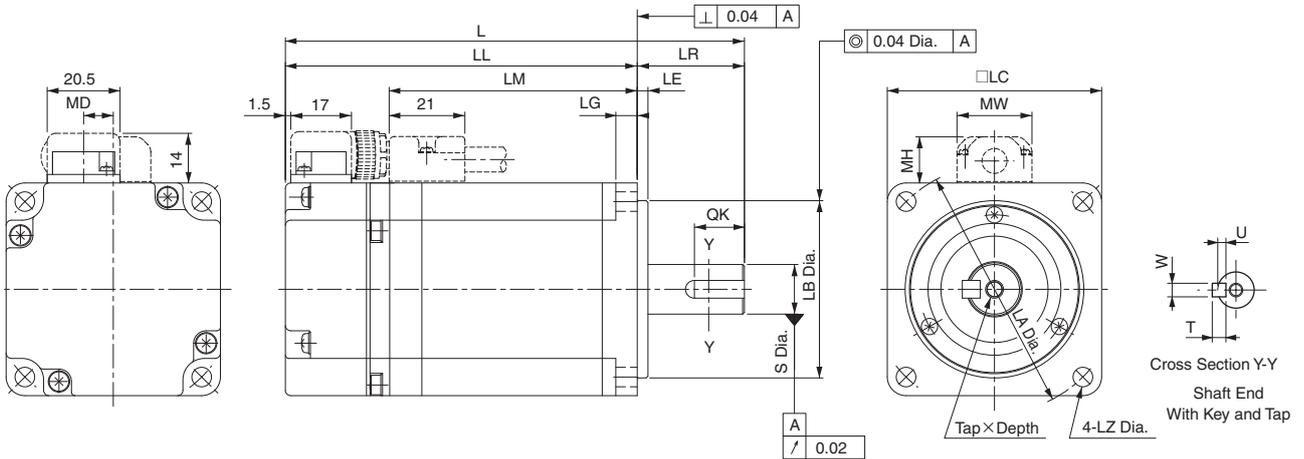 ⊥ 0.04 A
L
◎ 0.04 Dia. A
LL
LR
20.5
LM
LE
□LC
MD
1.5
17
21
LG
MW
14
MH
QK
Y
U
W
LB Dia.
LA Dia.
T
S Dia.
Y
Cross Section Y-Y
Shaft End
With Key and Tap
A
Tap×Depth
4-LZ Dia.
↗ 0.02